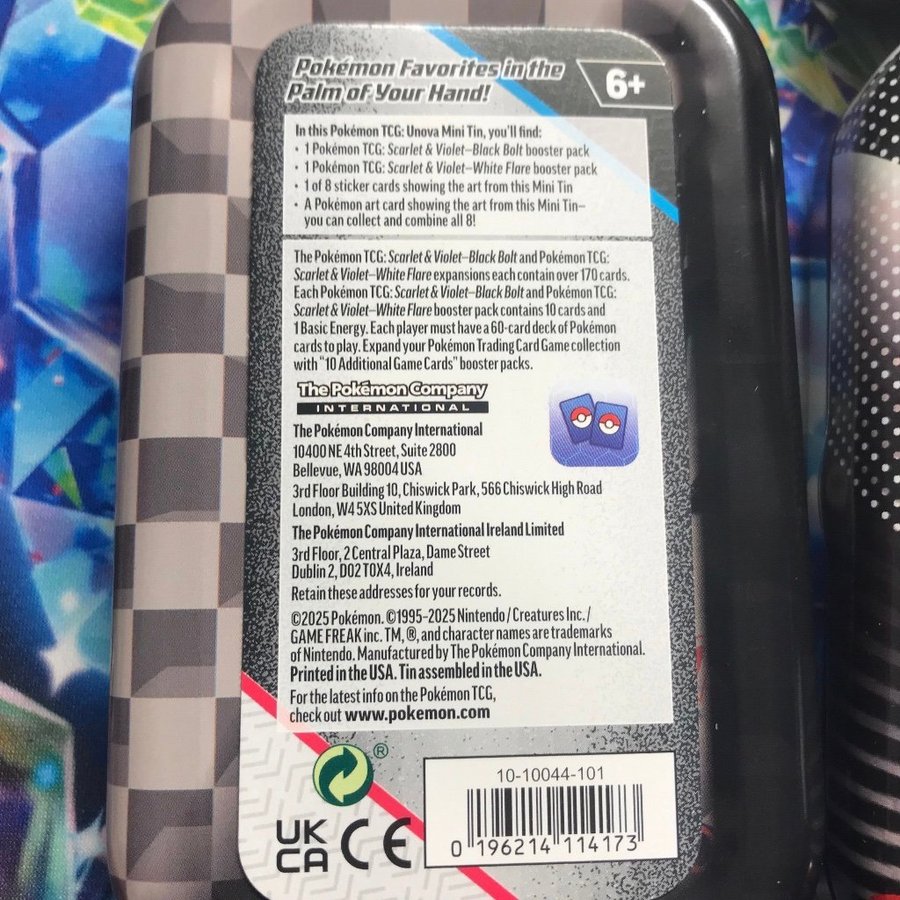 Pokémon Favorites in the
Palm of Your Hand!
6+
In this Pokémon TCG: Unova Mini Tin, you'll find:
• 1 Pokémon TCG: Scarlet & Violet—Black Bolt booster pack
• 1 Pokémon TCG: Scarlet & Violet—White Flare booster pack
• 1 of 8 sticker cards showing the art from this Mini Tin
• A Pokémon art card showing the art from this Mini Tin—
you can collect and combine all 8!
The Pokémon TCG: Scarlet & Violet—Black Bolt and Pokémon TCG:
Scarlet & Violet—White Flare expansions each contain over 170 cards.
Each Pokémon TCG: Scarlet & Violet—Black Bolt and Pokémon TCG:
Scarlet & Violet—White Flare booster pack contains 10 cards and
1 Basic Energy. Each player must have a 60-card deck of Pokémon
cards to play. Expand your Pokémon Trading Card Game collection
with "10 Additional Game Cards" booster packs.
The Pokémon Company
INTERNATIONAL
The Pokémon Company International
10400 NE 4th Street, Suite 2800
Bellevue, WA 98004 USA
3rd Floor Building 10, Chiswick Park, 566 Chiswick High Road
London, W4 5XS United Kingdom
The Pokémon Company International Ireland Limited
3rd Floor, 2 Central Plaza, Dame Street
Dublin 2, D02 T0X4, Ireland
Retain these addresses for your records.
©2025 Pokémon. ©1995–2025 Nintendo / Creatures Inc. /
GAME FREAK inc. TM, ®, and character names are trademarks
of Nintendo. Manufactured by The Pokémon Company International.
Printed in the USA. Tin assembled in the USA.
For the latest info on the Pokémon TCG,
check out www.pokemon.com
®
UK
CA CE
10-10044-101
0 196214 114173